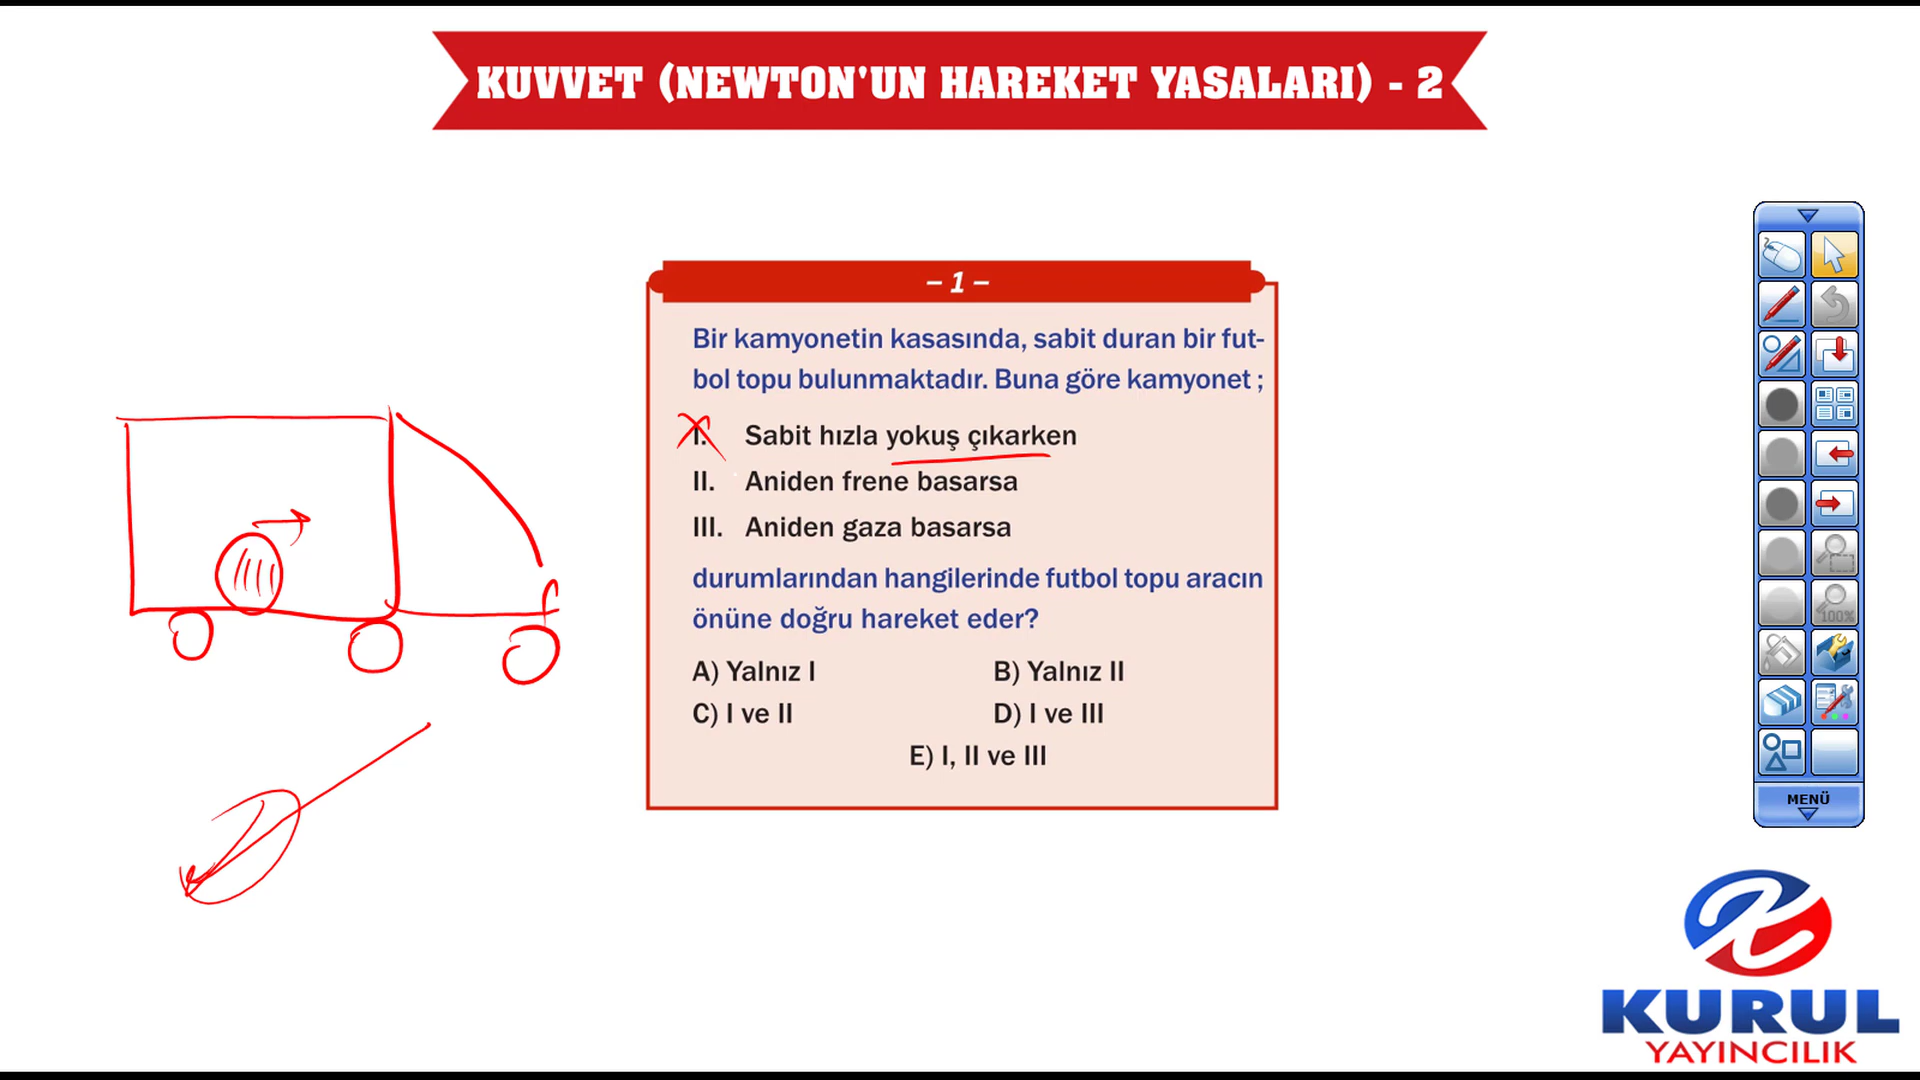 KUVVET (NEWTON'UN HAREKET YASALARI) - 2
– 1 –
Bir kamyonetin kasasında, sabit duran bir fut-
bol topu bulunmaktadır. Buna göre kamyonet ;
I. Sabit hızla yokuş çıkarken
II. Aniden frene basarsa
III. Aniden gaza basarsa
durumlarından hangilerinde futbol topu aracın
önüne doğru hareket eder?
A) Yalnız I B) Yalnız II
C) I ve II D) I ve III
E) I, II ve III
100%
MENÜ
KURUL
YAYINCILIK